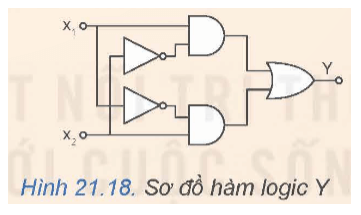 x₁
x₂
Y
Hình 21.18. Sơ đồ hàm logic Y